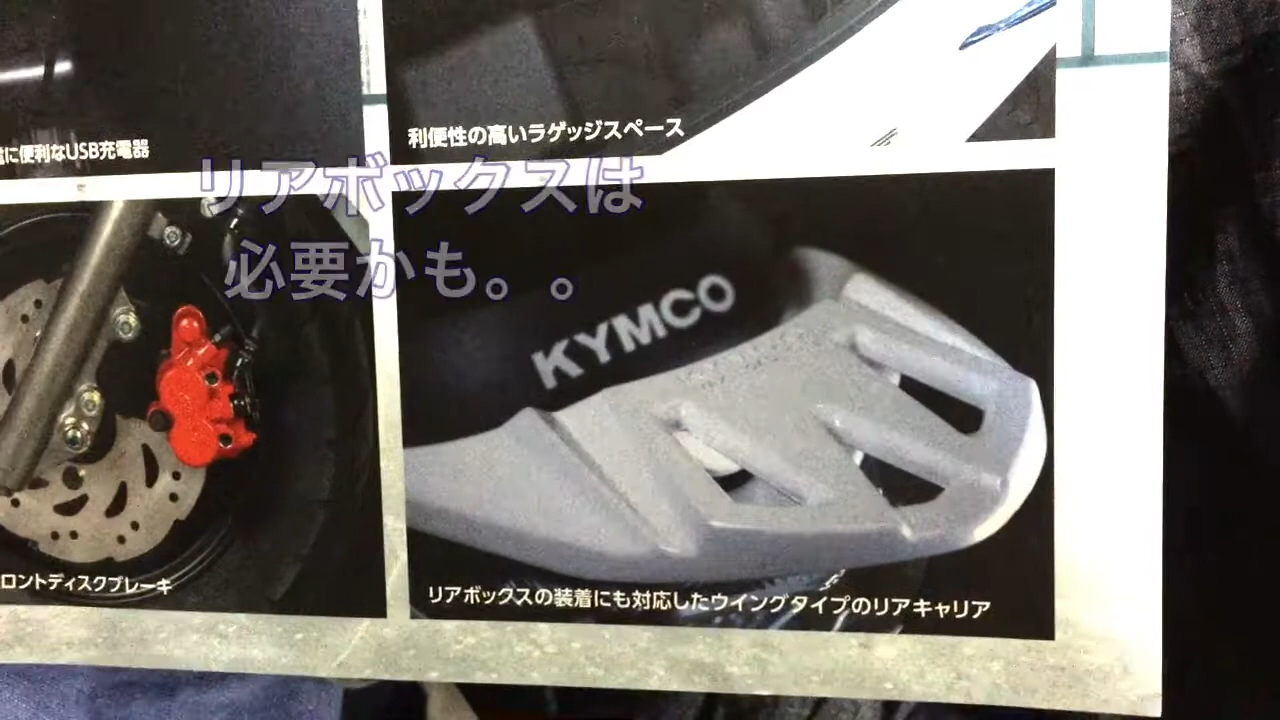 利便性の高いラゲッジスペース
に便利なUSB充電器
リアボックスは
必要かも。。
KYMCO
ロントディスクブレーキ
リアボックスの装着にも対応したウイングタイプのリアキャリア